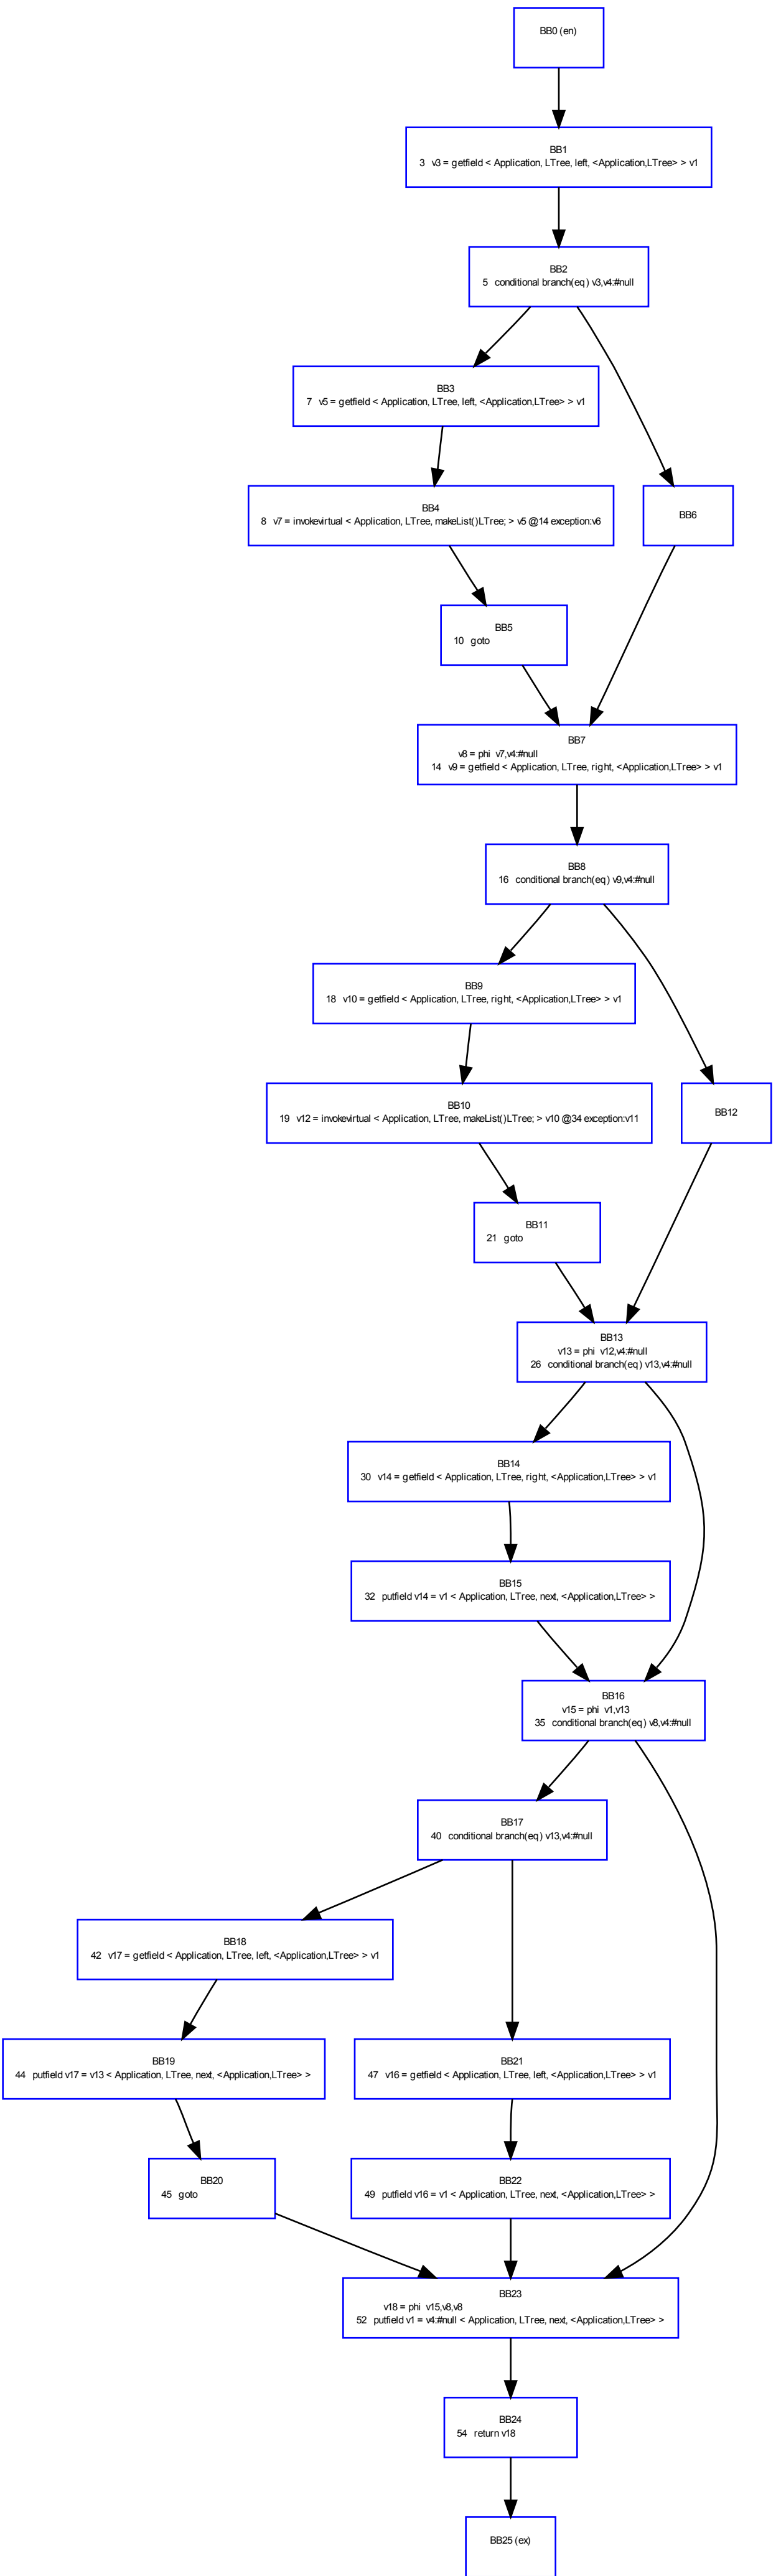 BB0 (en)
BB1
3 v3 = getfield < Application, LTree, left, <Application,LTree> > v1
BB2
5 conditional branch(eq) v3,v4:#null
BB3
7 v5 = getfield < Application, LTree, left, <Application,LTree> > v1
BB4
8 v7 = invokevirtual < Application, LTree, makeList()LTree; > v5 @14 exception:v6
BB6
BB5
10 goto
BB7
v8 = phi v7,v4:#null
14 v9 = getfield < Application, LTree, right, <Application,LTree> > v1
BB8
16 conditional branch(eq) v9,v4:#null
BB9
18 v10 = getfield < Application, LTree, right, <Application,LTree> > v1
BB10
19 v12 = invokevirtual < Application, LTree, makeList()LTree; > v10 @34 exception:v11
BB12
BB11
21 goto
BB13
v13 = phi v12,v4:#null
26 conditional branch(eq) v13,v4:#null
BB14
30 v14 = getfield < Application, LTree, right, <Application,LTree> > v1
BB15
32 putfield v14 = v1 < Application, LTree, next, <Application,LTree> >
BB16
v15 = phi v1,v13
35 conditional branch(eq) v8,v4:#null
BB17
40 conditional branch(eq) v13,v4:#null
BB18
42 v17 = getfield < Application, LTree, left, <Application,LTree> > v1
BB19
44 putfield v17 = v13 < Application, LTree, next, <Application,LTree> >
BB21
47 v16 = getfield < Application, LTree, left, <Application,LTree> > v1
BB20
45 goto
BB22
49 putfield v16 = v1 < Application, LTree, next, <Application,LTree> >
BB23
v18 = phi v15,v8,v8
52 putfield v1 = v4:#null < Application, LTree, next, <Application,LTree> >
BB24
54 return v18
BB25 (ex)